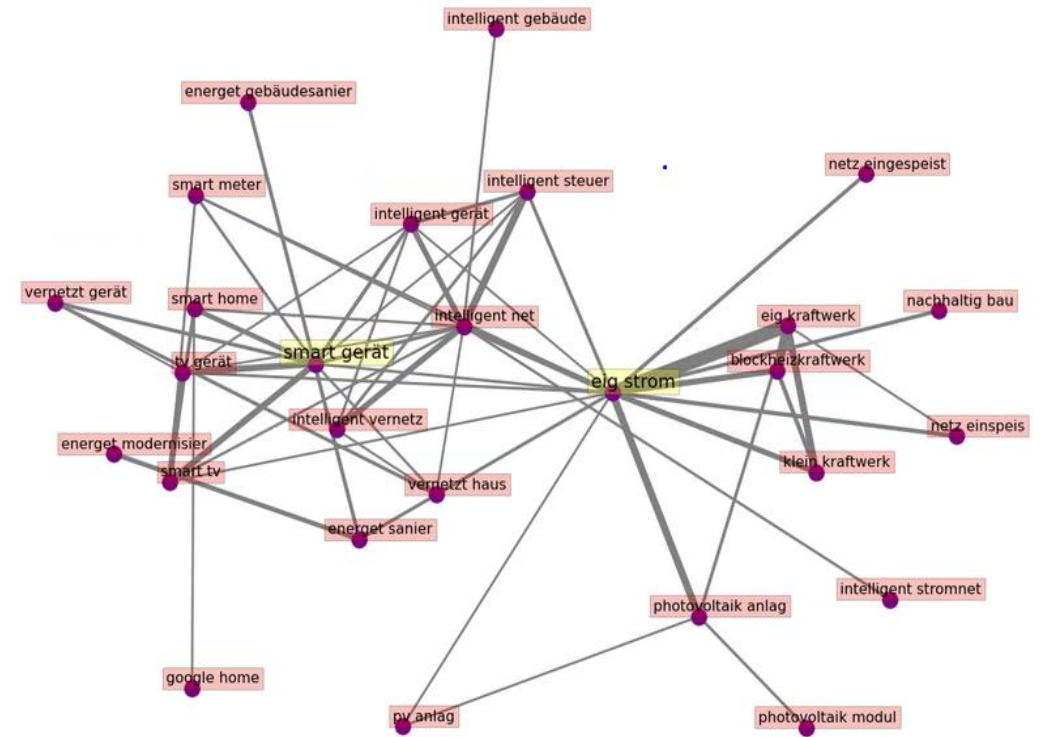 intelligent gebäude
energet gebäudesanier
netz eingespeist
smart meter
intelligent steuer
intelligent gerät
vernetzt gerät
smart home
nachhaltig bau
intelligent net
eig kraftwerk
smart gerät
tv gerät
blockheizkraftwerk
eig strom
intelligent vernetz
netz einspeis
energet modernisier
smart tv
klein kraftwerk
vernetzt haus
energet sanier
intelligent stromnet
photovoltaik anlag
google home
pv anlag
photovoltaik modul